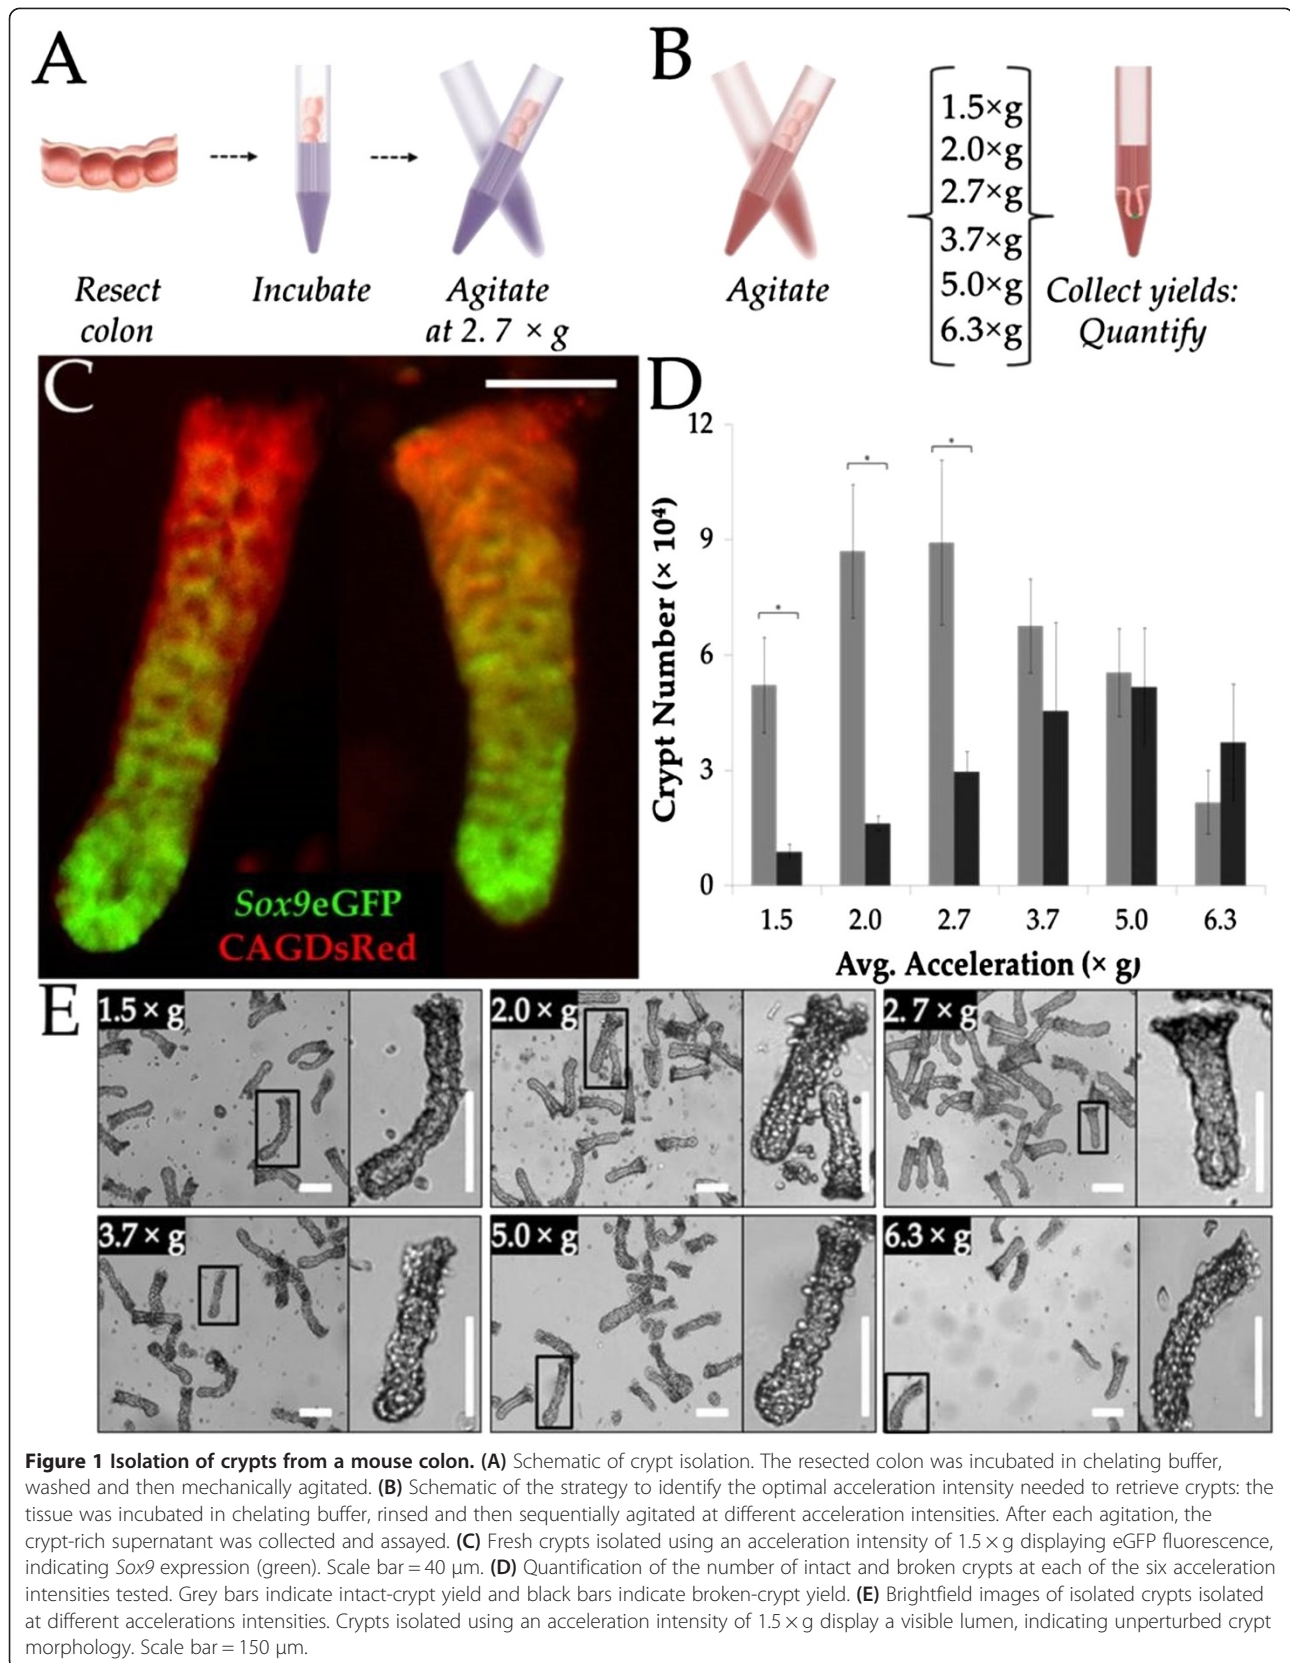 A
B
Resect
colon
Incubate
Agitate
at 2.7 × g
Agitate
1.5×g
2.0×g
2.7×g
3.7×g
5.0×g
6.3×g
Collect yields:
Quantify
C
Sox9eGFP
CAGDsRed
D
Crypt Number (× 10⁴)
12
9
6
3
0
*
*
*
1.5
2.0
2.7
3.7
5.0
6.3
Avg. Acceleration (× g)
E
1.5 × g
2.0 × g
2.7 × g
3.7 × g
5.0 × g
6.3 × g
Figure 1 Isolation of crypts from a mouse colon. (A) Schematic of crypt isolation. The resected colon was incubated in chelating buffer,
washed and then mechanically agitated. (B) Schematic of the strategy to identify the optimal acceleration intensity needed to retrieve crypts: the
tissue was incubated in chelating buffer, rinsed and then sequentially agitated at different acceleration intensities. After each agitation, the
crypt-rich supernatant was collected and assayed. (C) Fresh crypts isolated using an acceleration intensity of 1.5 × g displaying eGFP fluorescence,
indicating Sox9 expression (green). Scale bar = 40 μm. (D) Quantification of the number of intact and broken crypts at each of the six acceleration
intensities tested. Grey bars indicate intact-crypt yield and black bars indicate broken-crypt yield. (E) Brightfield images of isolated crypts isolated
at different accelerations intensities. Crypts isolated using an acceleration intensity of 1.5 × g display a visible lumen, indicating unperturbed crypt
morphology. Scale bar = 150 μm.